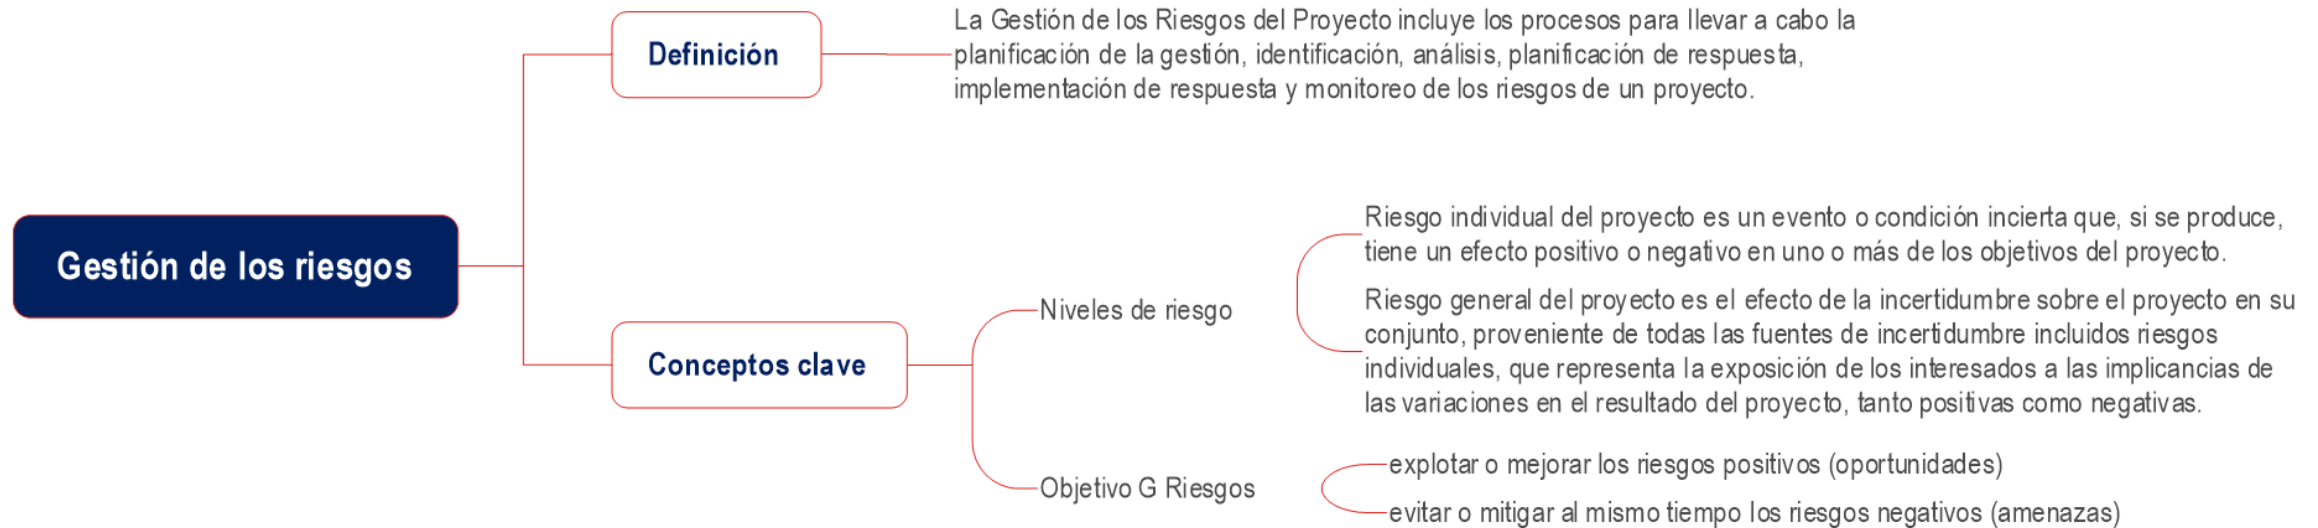 Gestión de los riesgos
Definición
La Gestión de los Riesgos del Proyecto incluye los procesos para llevar a cabo la
planificación de la gestión, identificación, análisis, planificación de respuesta,
implementación de respuesta y monitoreo de los riesgos de un proyecto.
Conceptos clave
Niveles de riesgo
Riesgo individual del proyecto es un evento o condición incierta que, si se produce,
tiene un efecto positivo o negativo en uno o más de los objetivos del proyecto.
Riesgo general del proyecto es el efecto de la incertidumbre sobre el proyecto en su
conjunto, proveniente de todas las fuentes de incertidumbre incluidos riesgos
individuales, que representa la exposición de los interesados a las implicancias de
las variaciones en el resultado del proyecto, tanto positivas como negativas.
Objetivo G Riesgos
explotar o mejorar los riesgos positivos (oportunidades)
evitar o mitigar al mismo tiempo los riesgos negativos (amenazas)